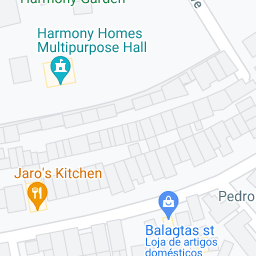 Harmony Garden
Harmony Homes
Multipurpose Hall
Jaro's Kitchen
Pedro
Balagtas st
Loja de artigos
domésticos